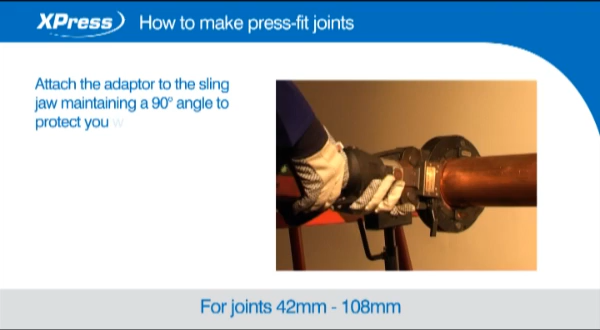 XPress How to make press-fit joints
Attach the adaptor to the sling
jaw maintaining a 90° angle to
protect you w
For joints 42mm - 108mm